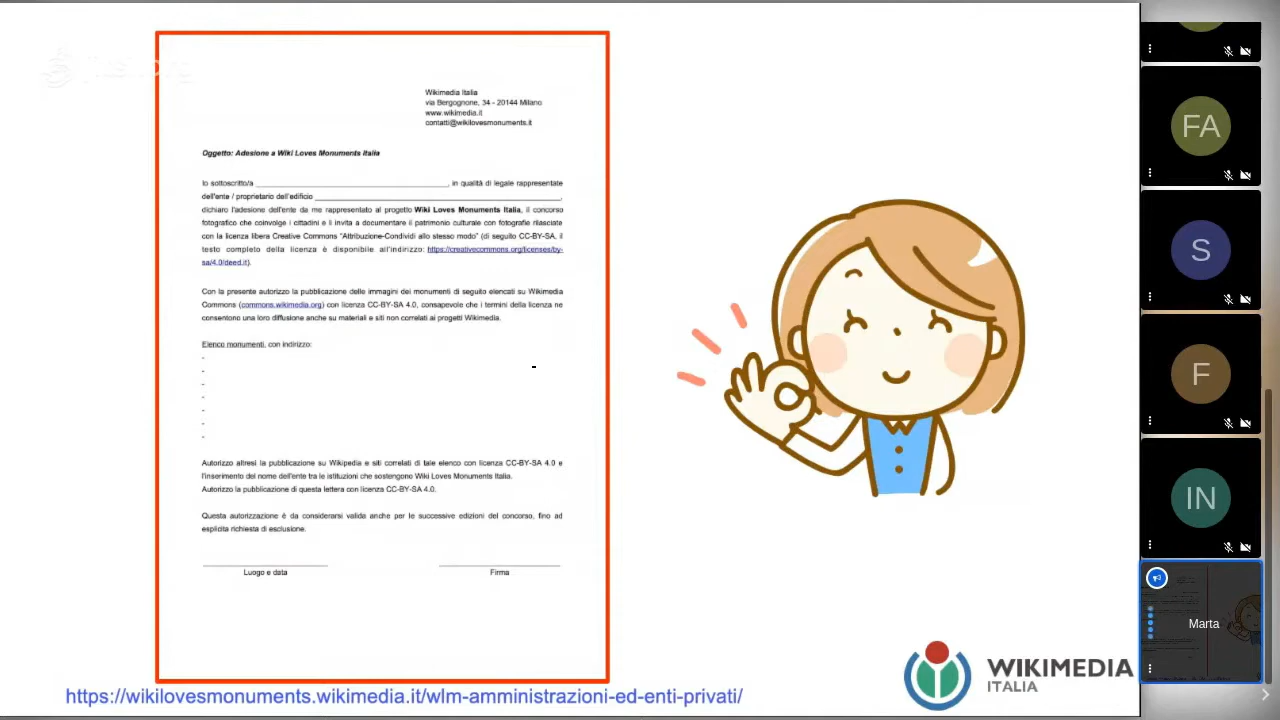 Wikimedia Italia
via Bergognone, 34 - 20144 Milano
www.wikimedia.it
contatti@wikilovesmonuments.it
Oggetto: Adesione a Wiki Loves Monuments Italia
Io sottoscritto/a ____________________, in qualità di legale rappresentate
dell'ente / proprietario dell'edificio ____________________,
dichiaro l'adesione dell'ente da me rappresentato al progetto Wiki Loves Monuments Italia, il concorso
fotografico che coinvolge i cittadini e li invita a documentare il patrimonio culturale con fotografie rilasciate
con la licenza libera Creative Commons "Attribuzione-Condividi allo stesso modo" (di seguito CC-BY-SA, il
testo completo della licenza è disponibile all'indirizzo: https://creativecommons.org/licenses/by-
sa/4.0/deed.it).
Con la presente autorizzo la pubblicazione delle immagini dei monumenti di seguito elencati su Wikimedia
Commons (commons.wikimedia.org) con licenza CC-BY-SA 4.0, consapevole che i termini della licenza ne
consentono una loro diffusione anche su materiali e siti non correlati ai progetti Wikimedia.
Elenco monumenti, con indirizzo:
-
-
-
-
-
-
-
Autorizzo altresì la pubblicazione su Wikipedia e siti correlati di tale elenco con licenza CC-BY-SA 4.0 e
l'inserimento del nome dell'ente tra le istituzioni che sostengono Wiki Loves Monuments Italia.
Autorizzo la pubblicazione di questa lettera con licenza CC-BY-SA 4.0.
Questa autorizzazione è da considerarsi valida anche per le successive edizioni del concorso, fino ad
esplicita richiesta di esclusione.
Luogo e data
Firma
https://wikilovesmonuments.wikimedia.it/wlm-amministrazioni-ed-enti-privati/
WIKIMEDIA
ITALIA
FA
S
F
IN
Marta